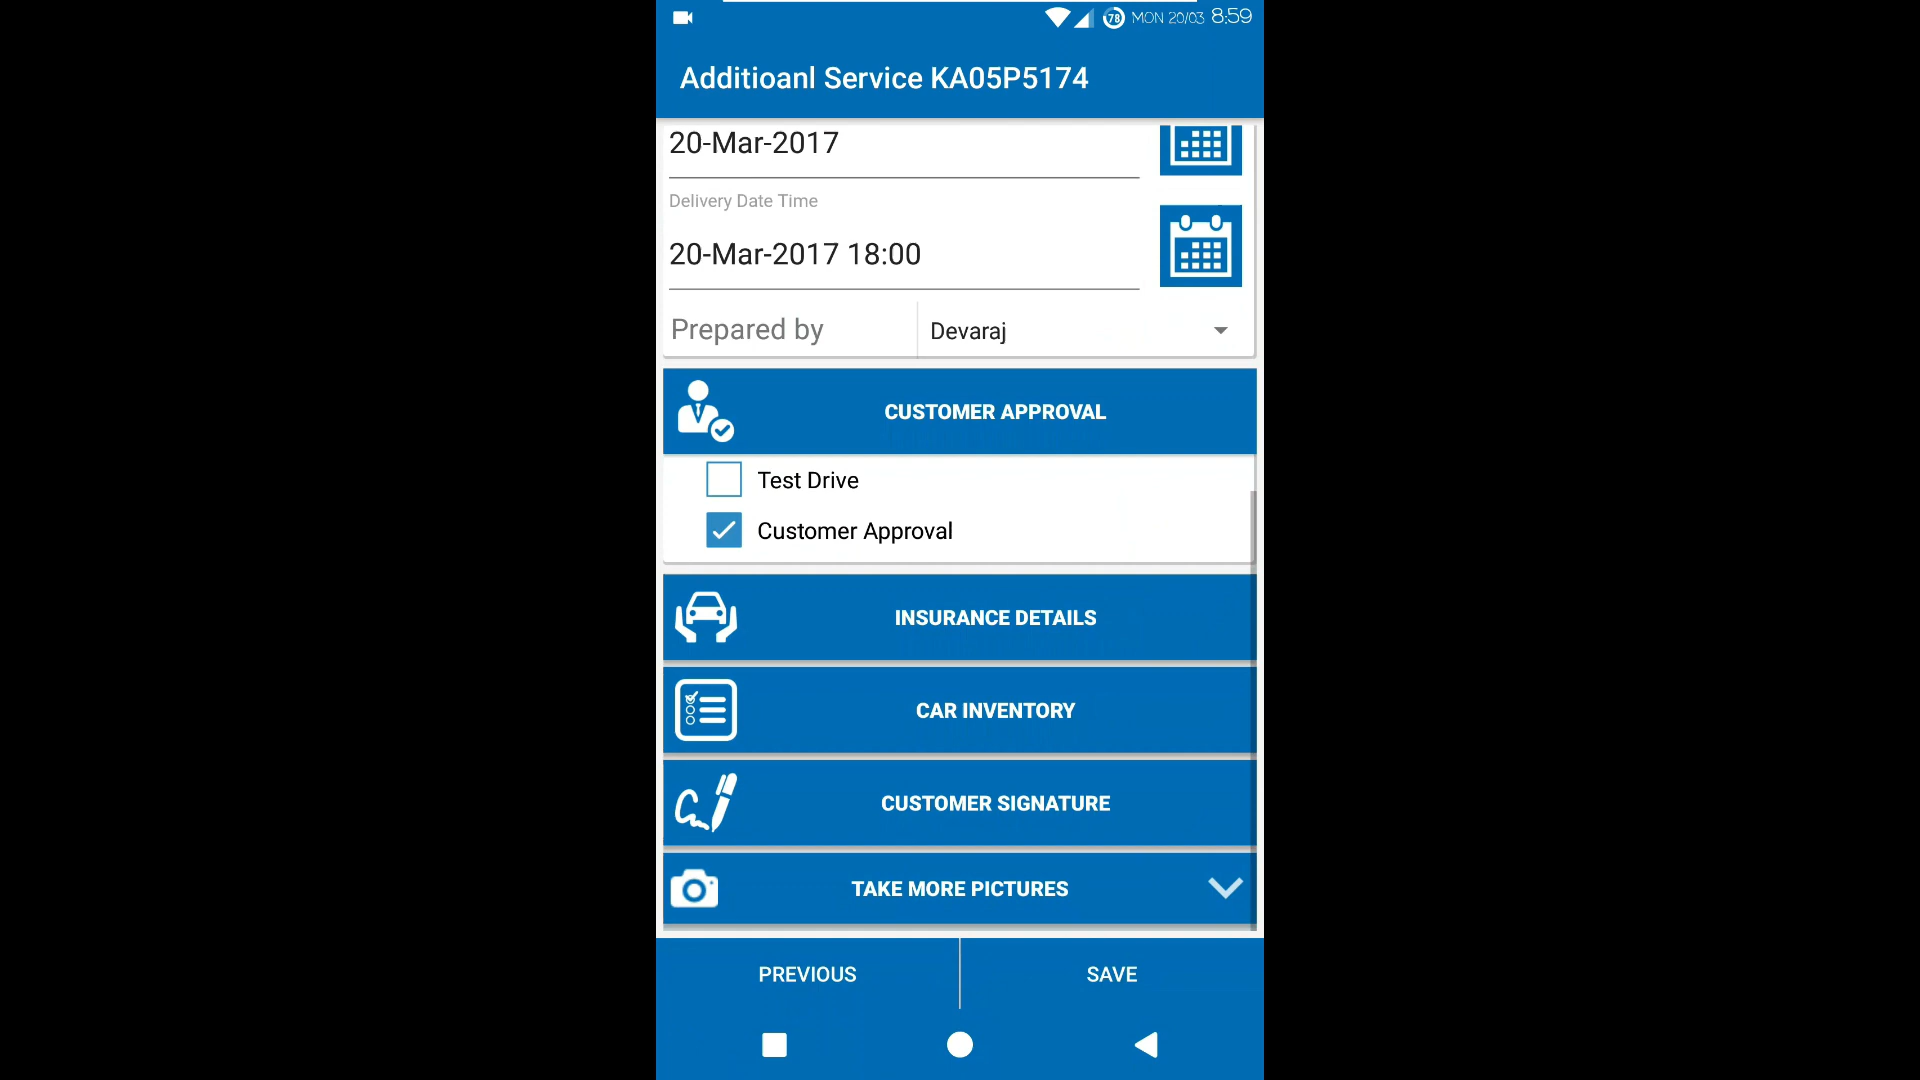 78 MON 20/03 8:59
Additioanl Service KA05P5174
20-Mar-2017
Delivery Date Time
20-Mar-2017 18:00
Prepared by Devaraj
CUSTOMER APPROVAL
Test Drive
Customer Approval
INSURANCE DETAILS
CAR INVENTORY
CUSTOMER SIGNATURE
TAKE MORE PICTURES
PREVIOUS SAVE